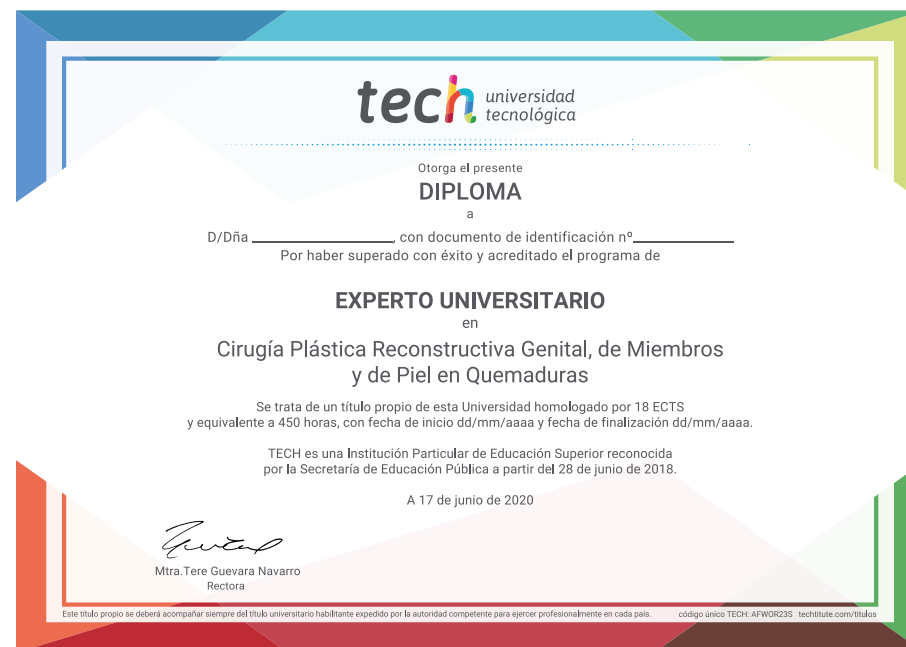 tech universidad
tecnológica
Otorga el presente
DIPLOMA
a
D/Dña ____________________, con documento de identificación nº______________
Por haber superado con éxito y acreditado el programa de
EXPERTO UNIVERSITARIO
en
Cirugía Plástica Reconstructiva Genital, de Miembros
y de Piel en Quemaduras
Se trata de un título propio de esta Universidad homologado por 18 ECTS
y equivalente a 450 horas, con fecha de inicio dd/mm/aaaa y fecha de finalización dd/mm/aaaa.
TECH es una Institución Particular de Educación Superior reconocida
por la Secretaría de Educación Pública a partir del 28 de junio de 2018.
A 17 de junio de 2020
Mtra.Tere Guevara Navarro
Rectora
Este título propio se deberá acompañar siempre del título universitario habilitante expedido por la autoridad competente para ejercer profesionalmente en cada país. código único TECH: AFWOR23S techtitute.com/titulos